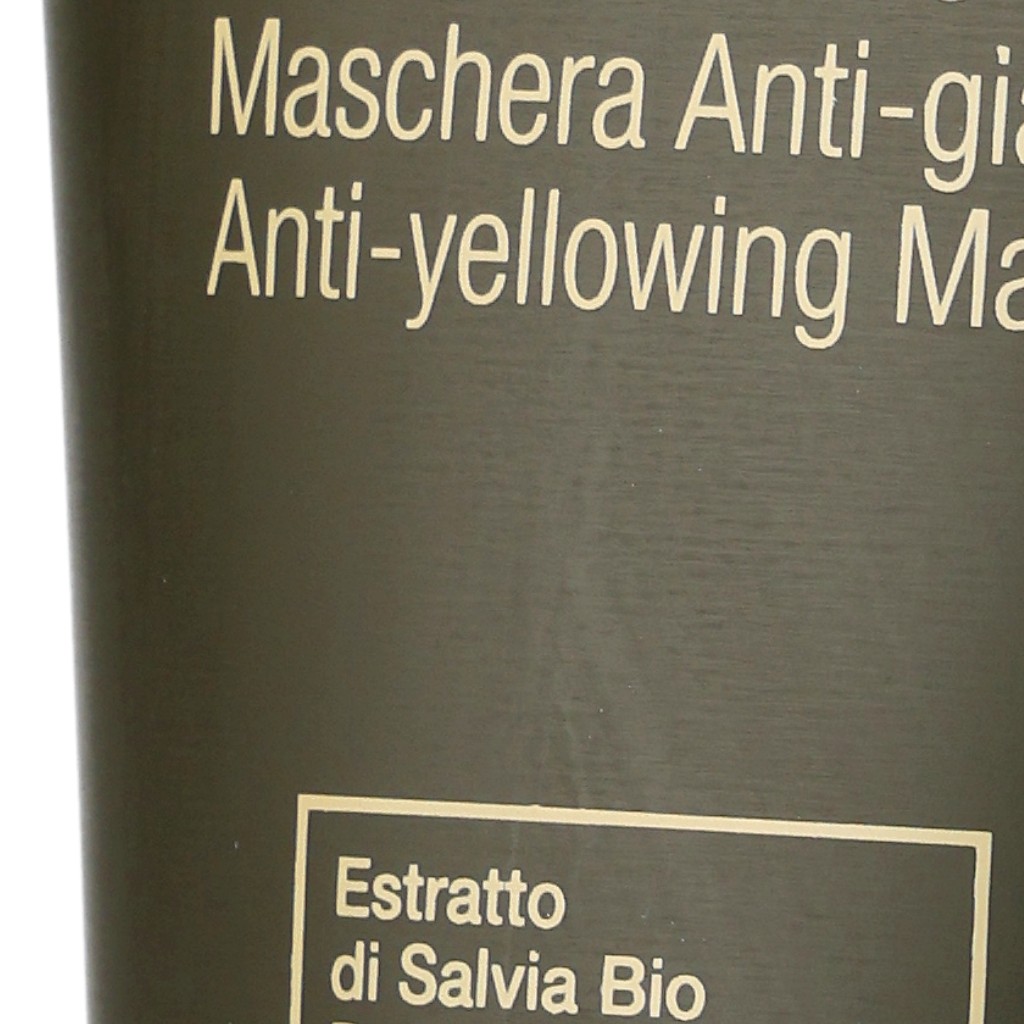 Maschera Anti-gia
Anti-yellowing Ma
Estratto
di Salvia Bio